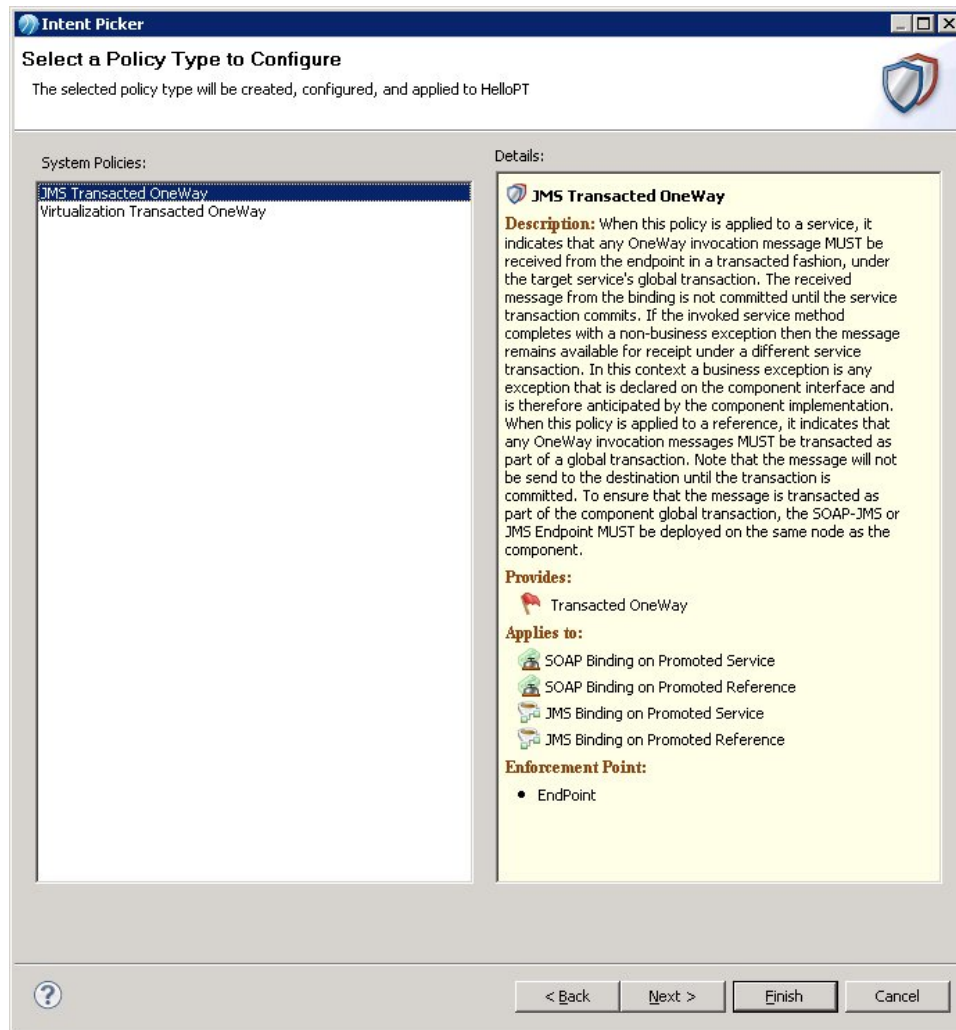 Intent Picker
Select a Policy Type to Configure
The selected policy type will be created, configured, and applied to HelloPT
System Policies:
JMS Transacted OneWay
Virtualization Transacted OneWay
Details:
JMS Transacted OneWay
Description: When this policy is applied to a service, it
indicates that any OneWay invocation message MUST be
received from the endpoint in a transacted fashion, under
the target service's global transaction. The received
message from the binding is not committed until the service
transaction commits. If the invoked service method
completes with a non-business exception then the message
remains available for receipt under a different service
transaction. In this context a business exception is any
exception that is declared on the component interface and
is therefore anticipated by the component implementation.
When this policy is applied to a reference, it indicates that
any OneWay invocation messages MUST be transacted as
part of a global transaction. Note that the message will not
be send to the destination until the transaction is
committed. To ensure that the message is transacted as
part of the component global transaction, the SOAP-JMS or
JMS Endpoint MUST be deployed on the same node as the
component.
Provides:
Transacted OneWay
Applies to:
SOAP Binding on Promoted Service
SOAP Binding on Promoted Reference
JMS Binding on Promoted Service
JMS Binding on Promoted Reference
Enforcement Point:
• EndPoint
?
< Back
Next >
Finish
Cancel